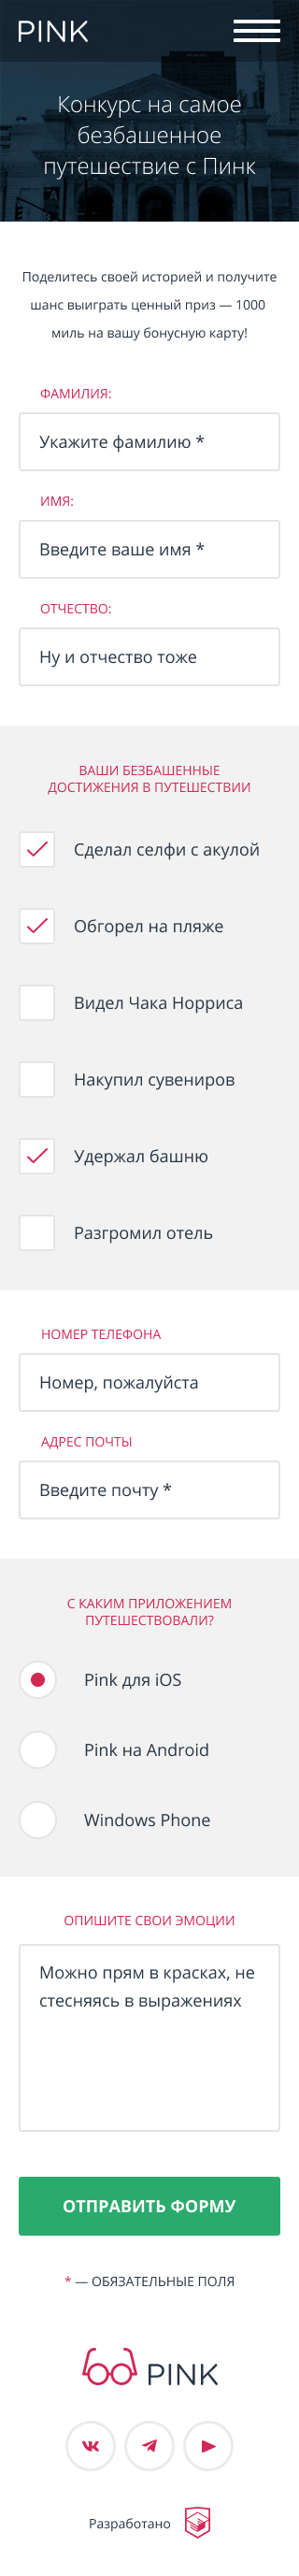 PINK
Конкурс на самое
безбашенное
путешествие с Пинк
Поделитесь своей историей и получите
шанс выиграть ценный приз — 1000
миль на вашу бонусную карту!
ФАМИЛИЯ:
Укажите фамилию *
ИМЯ:
Введите ваше имя *
ОТЧЕСТВО:
Ну и отчество тоже
ВАШИ БЕЗБАШЕННЫЕ
ДОСТИЖЕНИЯ В ПУТЕШЕСТВИИ
Сделал селфи с акулой
Обгорел на пляже
Видел Чака Норриса
Накупил сувениров
Удержал башню
Разгромил отель
НОМЕР ТЕЛЕФОНА
Номер, пожалуйста
АДРЕС ПОЧТЫ
Введите почту *
С КАКИМ ПРИЛОЖЕНИЕМ
ПУТЕШЕСТВОВАЛИ?
Pink для iOS
Pink на Android
Windows Phone
ОПИШИТЕ СВОИ ЭМОЦИИ
Можно прям в красках, не
стесняясь в выражениях
ОТПРАВИТЬ ФОРМУ
* — ОБЯЗАТЕЛЬНЫЕ ПОЛЯ
PINK
Разработано